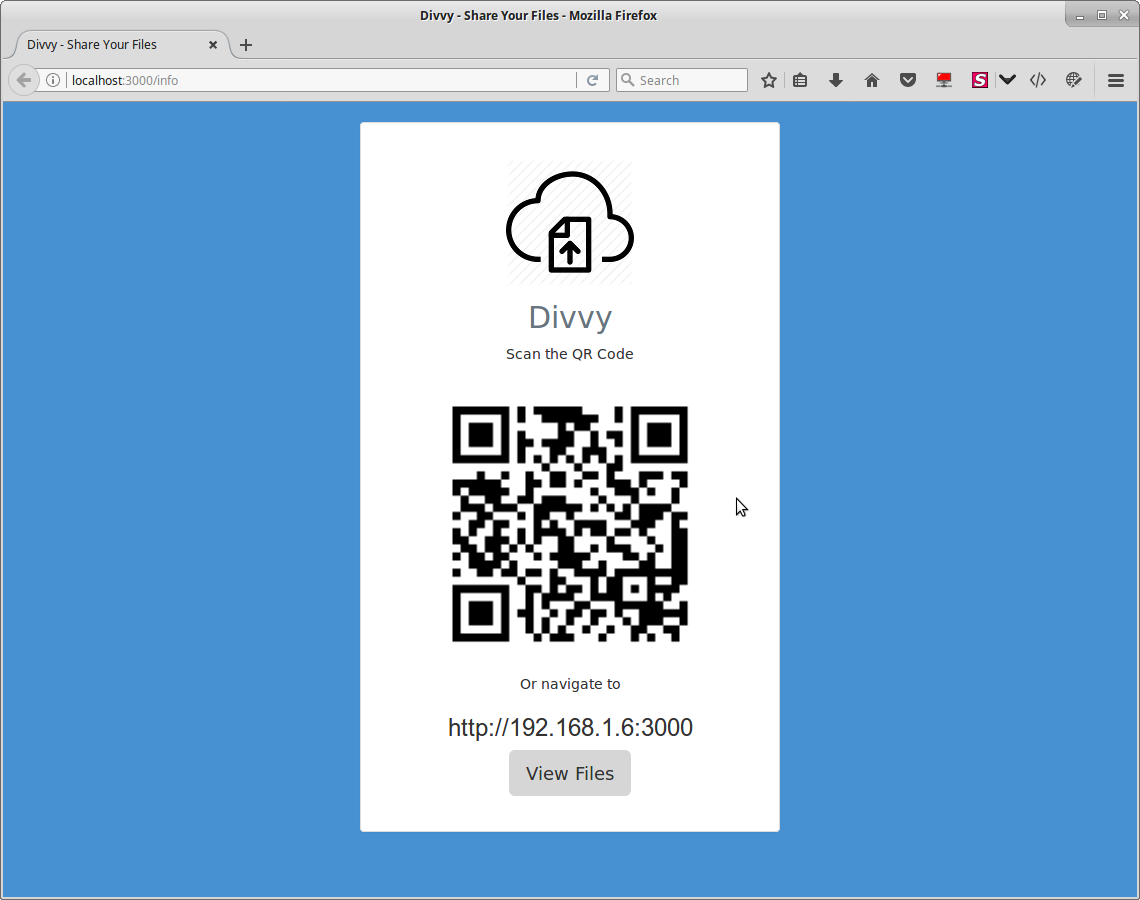 Divvy - Share Your Files - Mozilla Firefox
Divvy - Share Your Files
localhost:3000/info
Search
S
Divvy
Scan the QR Code
Or navigate to
http://192.168.1.6:3000
View Files